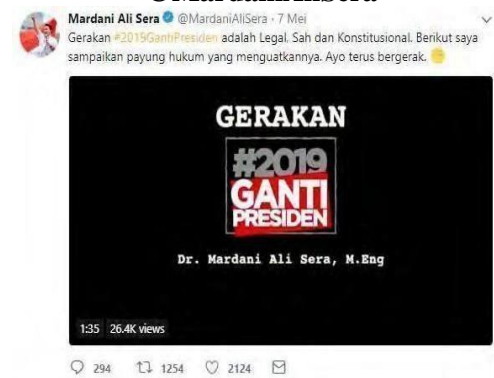 Mardani Ali Sera @MardaniAliSera · 7 Mei
Gerakan #2019GantiPresiden adalah Legal. Sah dan Konstitusional. Berikut saya
sampaikan payung hukum yang menguatkannya. Ayo terus bergerak.
GERAKAN
#2019
GANTI
PRESIDEN
Dr. Mardani Ali Sera, M.Eng
1:35 26.4K views
294 1254 2124